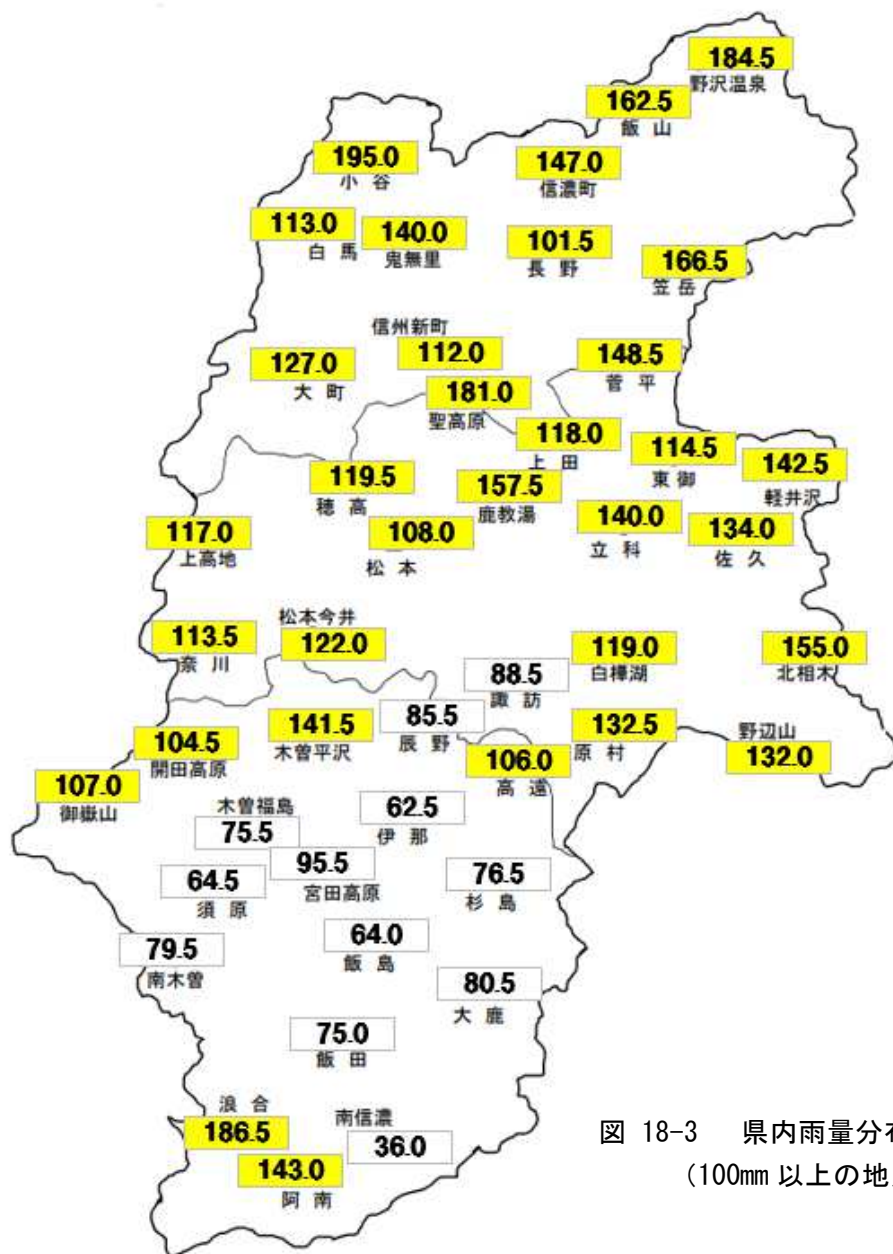 184.5
野沢温泉
162.5
飯 山
195.0
小 谷
147.0
信濃町
113.0
白 馬
140.0
鬼無里
101.5
長 野
166.5
笠 岳
信州新町
112.0
127.0
大 町
148.5
菅 平
181.0
聖高原
118.0
上 田
114.5
東 御
142.5
軽井沢
119.5
穂 高
157.5
鹿教湯
117.0
上高地
108.0
松 本
140.0
立 科
134.0
佐 久
113.5
奈 川
松本今井
122.0
88.5
諏 訪
119.0
白樺湖
155.0
北相木
104.5
開田高原
141.5
木曽平沢
85.5
辰 野
106.0
高 遠
132.5
原 村
野辺山
132.0
107.0
御嶽山
木曽福島
75.5
62.5
伊 那
64.5
須 原
95.5
宮田高原
76.5
杉 島
79.5
南木曽
64.0
飯 島
80.5
大 鹿
75.0
飯 田
浪 合
186.5
南信濃
36.0
143.0
阿 南
図 18-3 県内雨量分
(100mm 以上の地